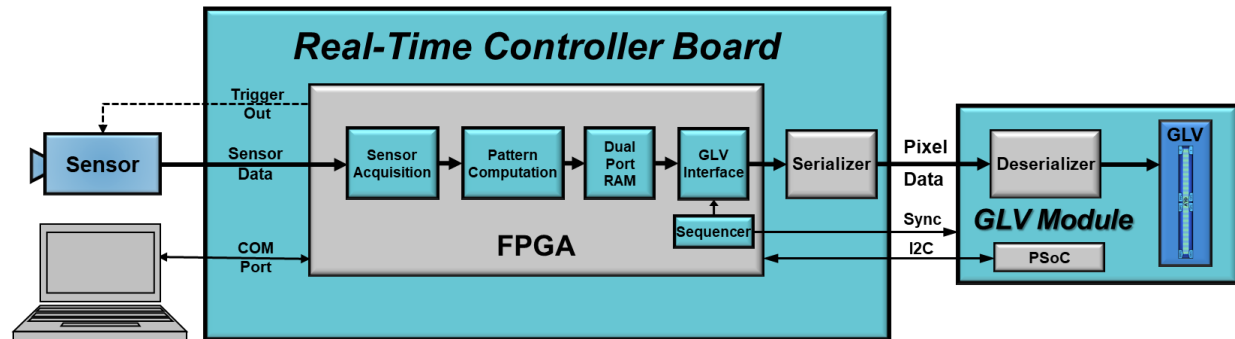 Real-Time Controller Board
Trigger
Out
Sensor
Sensor
Data
Sensor
Acquisition
Pattern
Computation
Dual
Port
RAM
GLV
Interface
Serializer
Pixel
Data
Deserializer
GLV
Sequencer
Sync
GLV Module
FPGA
COM
Port
I2C
PSoC